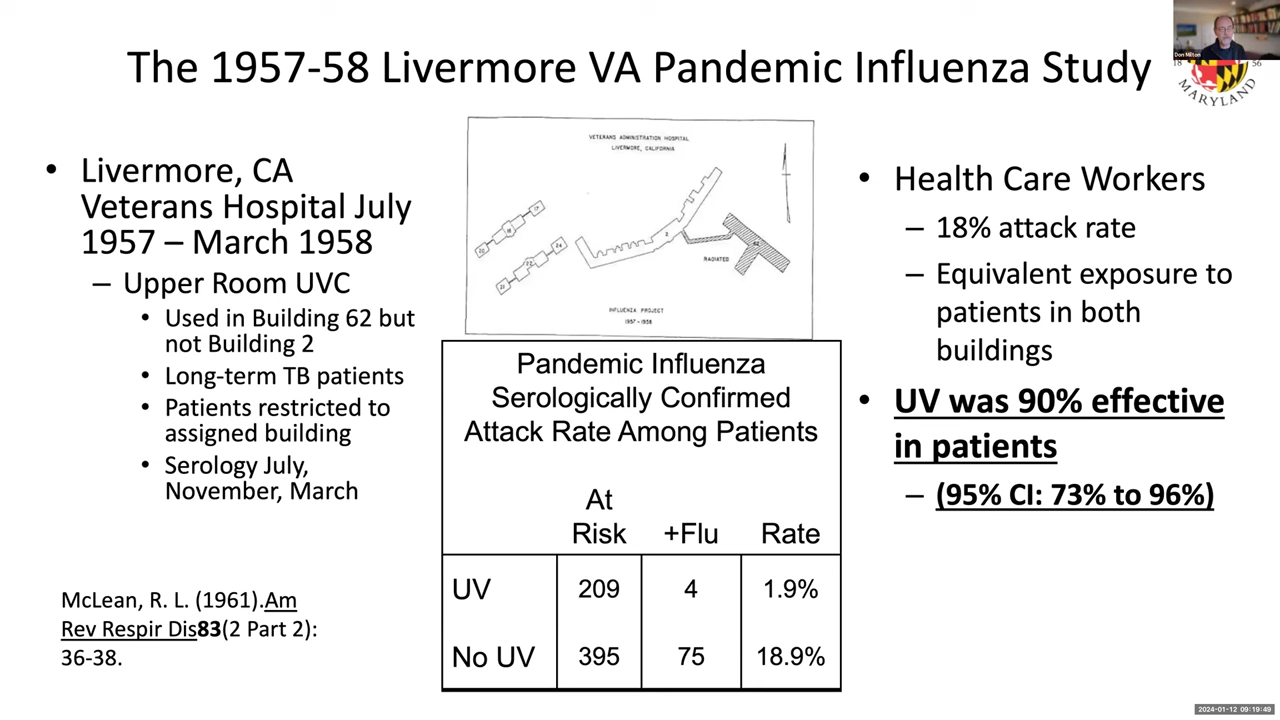 The 1957-58 Livermore VA Pandemic Influenza Study
Don Milton
18 56
MARYLAND
• Livermore, CA
Veterans Hospital July
1957 – March 1958
– Upper Room UVC
• Used in Building 62 but
not Building 2
• Long-term TB patients
• Patients restricted to
assigned building
• Serology July,
November, March
McLean, R. L. (1961).Am
Rev Respir Dis83(2 Part 2):
36-38.
VETERANS ADMINISTRATION HOSPITAL
LIVERMORE, CALIFORNIA
RADIATED
2
62
INFLUENZA PROJECT
1957-1958
Pandemic Influenza
Serologically Confirmed
Attack Rate Among Patients
At
Risk +Flu Rate
UV 209 4 1.9%
No UV 395 75 18.9%
• Health Care Workers
– 18% attack rate
– Equivalent exposure to
patients in both
buildings
• UV was 90% effective
in patients
– (95% CI: 73% to 96%)
2024-01-12 09:19:49